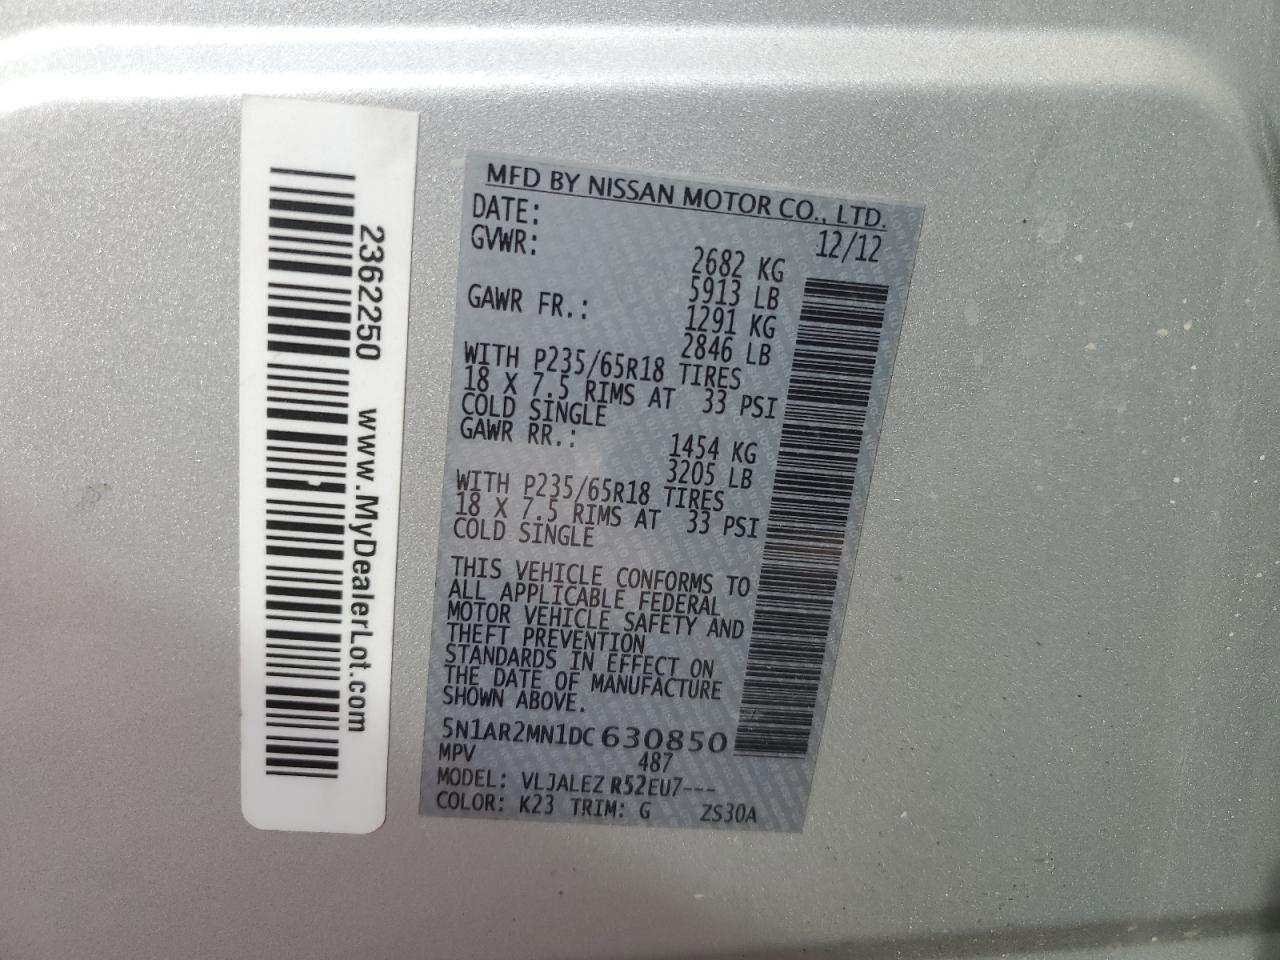 2362250 www.MyDealerLot.com
MFD BY NISSAN MOTOR CO., LTD.
DATE: 12/12
GVWR: 2682 KG
5913 LB
GAWR FR.: 1291 KG
2846 LB
WITH P235/65R18 TIRES
18 X 7.5 RIMS AT 33 PSI
COLD SINGLE
GAWR RR.: 1454 KG
3205 LB
WITH P235/65R18 TIRES
18 X 7.5 RIMS AT 33 PSI
COLD SINGLE
THIS VEHICLE CONFORMS TO
ALL APPLICABLE FEDERAL
MOTOR VEHICLE SAFETY AND
THEFT PREVENTION
STANDARDS IN EFFECT ON
THE DATE OF MANUFACTURE
SHOWN ABOVE.
5N1AR2MN1DC630850
MPV 487
MODEL: VLJALEZ R52EU7---
COLOR: K23 TRIM: G ZS30A